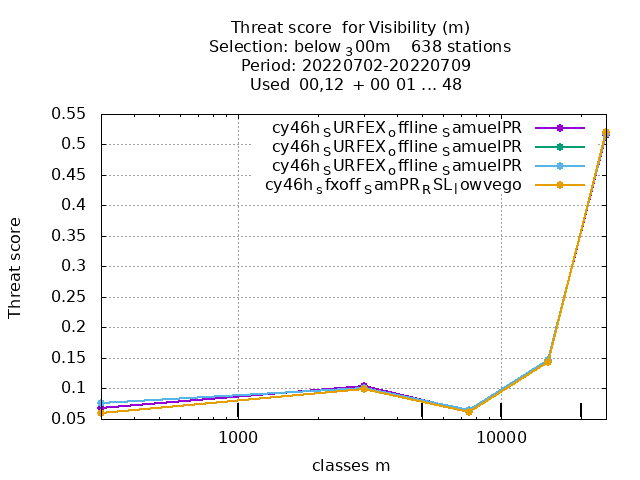 Threat score for Visibility (m)
Selection: below ₃00m 638 stations
Period: 20220702-20220709
Used 00,12 + 00 01 ... 48
0.55
0.5
0.45
0.4
0.35
0.3
0.25
0.2
0.15
0.1
0.05
Threat score
cy46h_SURFEX_offline_SamuelPR
cy46h_SURFEX_offline_SamuelPR
cy46h_SURFEX_offline_SamuelPR
cy46h_sfxoff_SamPR_RSL_lowvego
1000
10000
classes m